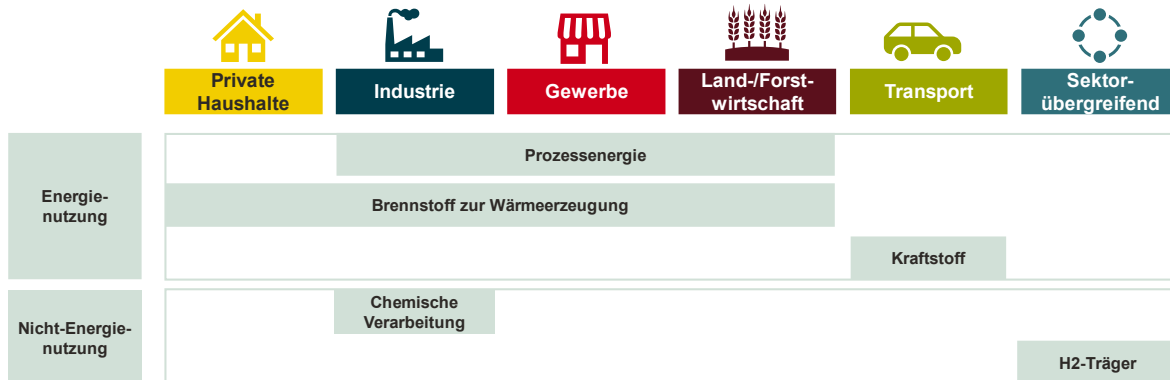 Private
Haushalte
Industrie
Gewerbe
Land-/Forst-
wirtschaft
Transport
Sektor-
übergreifend
Energie-
nutzung
Prozessenergie
Brennstoff zur Wärmeerzeugung
Kraftstoff
Nicht-Energie-
nutzung
Chemische
Verarbeitung
H2-Träger